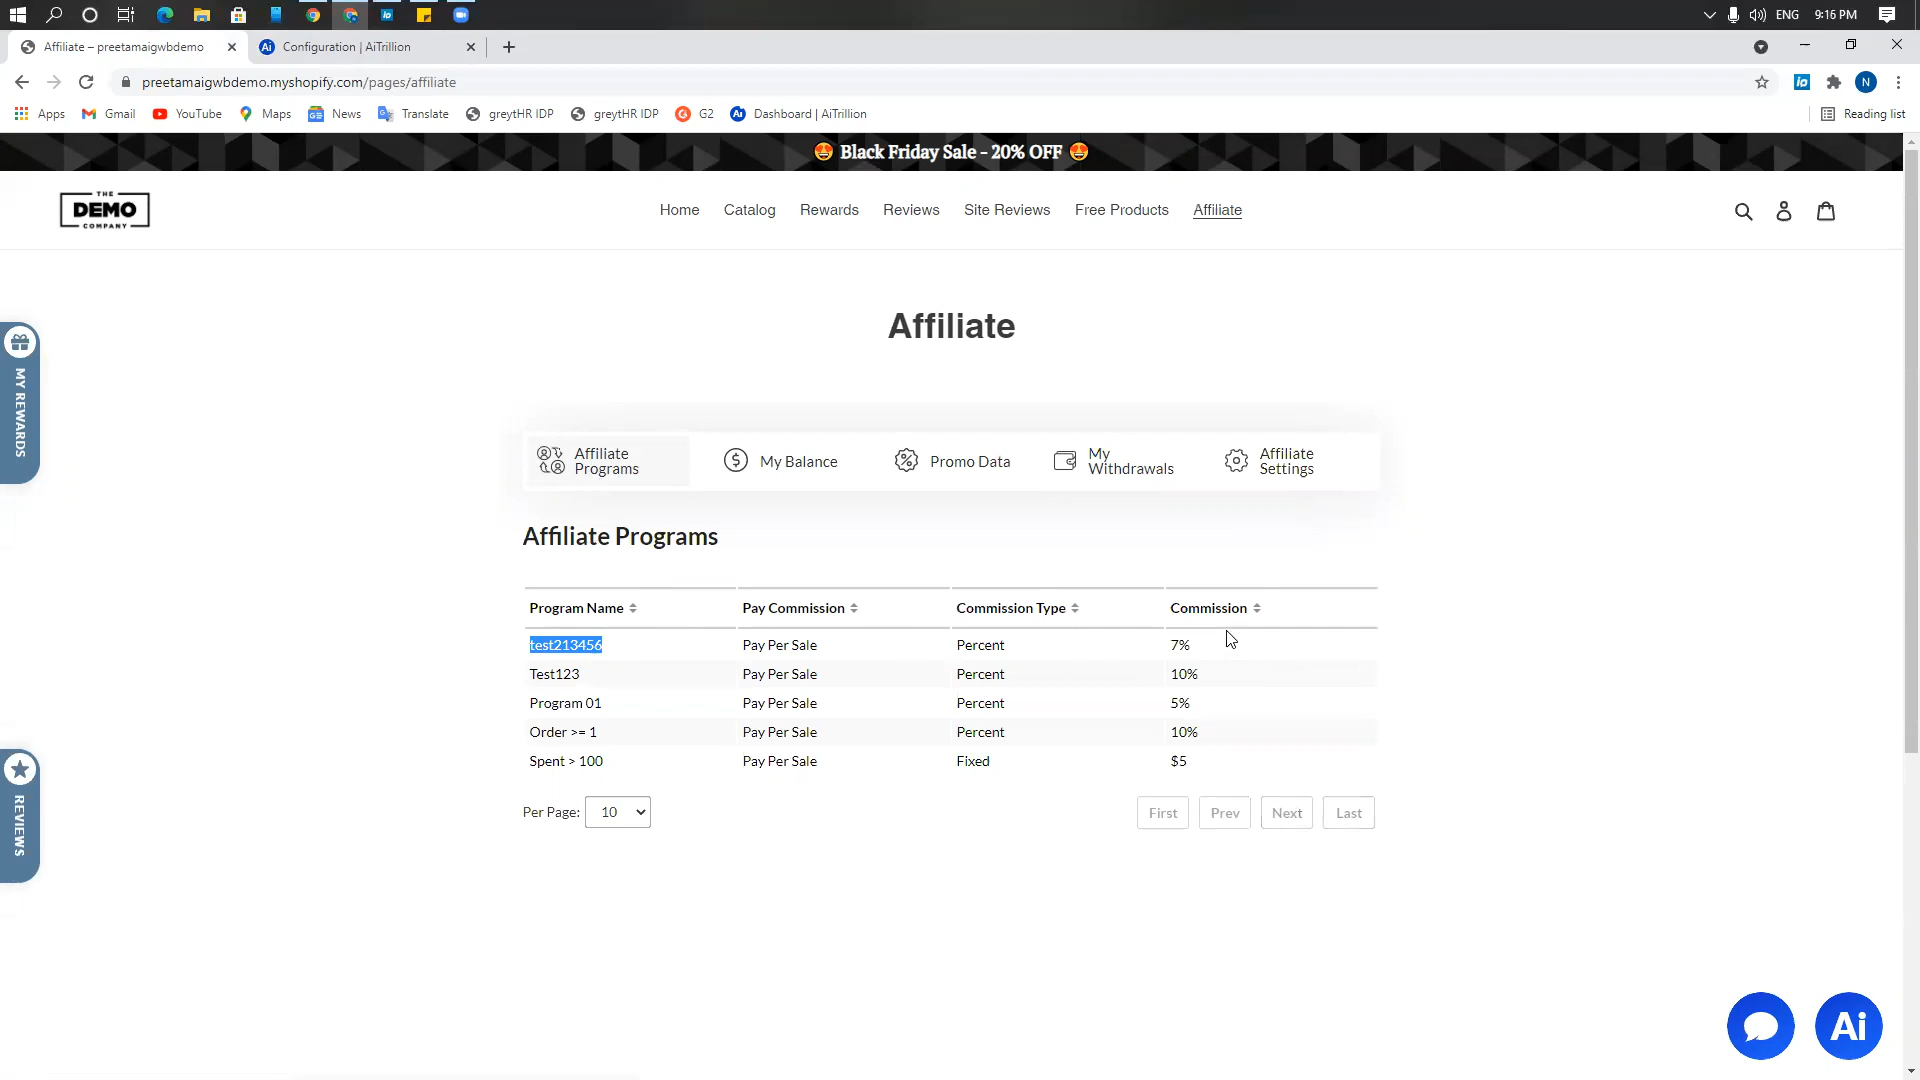 ENG 9:16 PM
Affiliate – preetamaigwbdemo
Ai Configuration | AiTrillion
preetamaigwbdemo.myshopify.com/pages/affiliate
N
Apps Gmail YouTube Maps News Translate greytHR IDP greytHR IDP G2 Dashboard | AiTrillion Reading list
Black Friday Sale - 20% OFF
THE
DEMO
COMPANY
Home Catalog Rewards Reviews Site Reviews Free Products Affiliate
Affiliate
MY REWARDS
Affiliate Programs
My Balance
Promo Data
My Withdrawals
Affiliate Settings
Affiliate Programs
Program Name Pay Commission Commission Type Commission
test213456 Pay Per Sale Percent 7%
Test123 Pay Per Sale Percent 10%
Program 01 Pay Per Sale Percent 5%
Order >= 1 Pay Per Sale Percent 10%
Spent > 100 Pay Per Sale Fixed $5
Per Page: 10 First Prev Next Last
REVIEWS
Ai